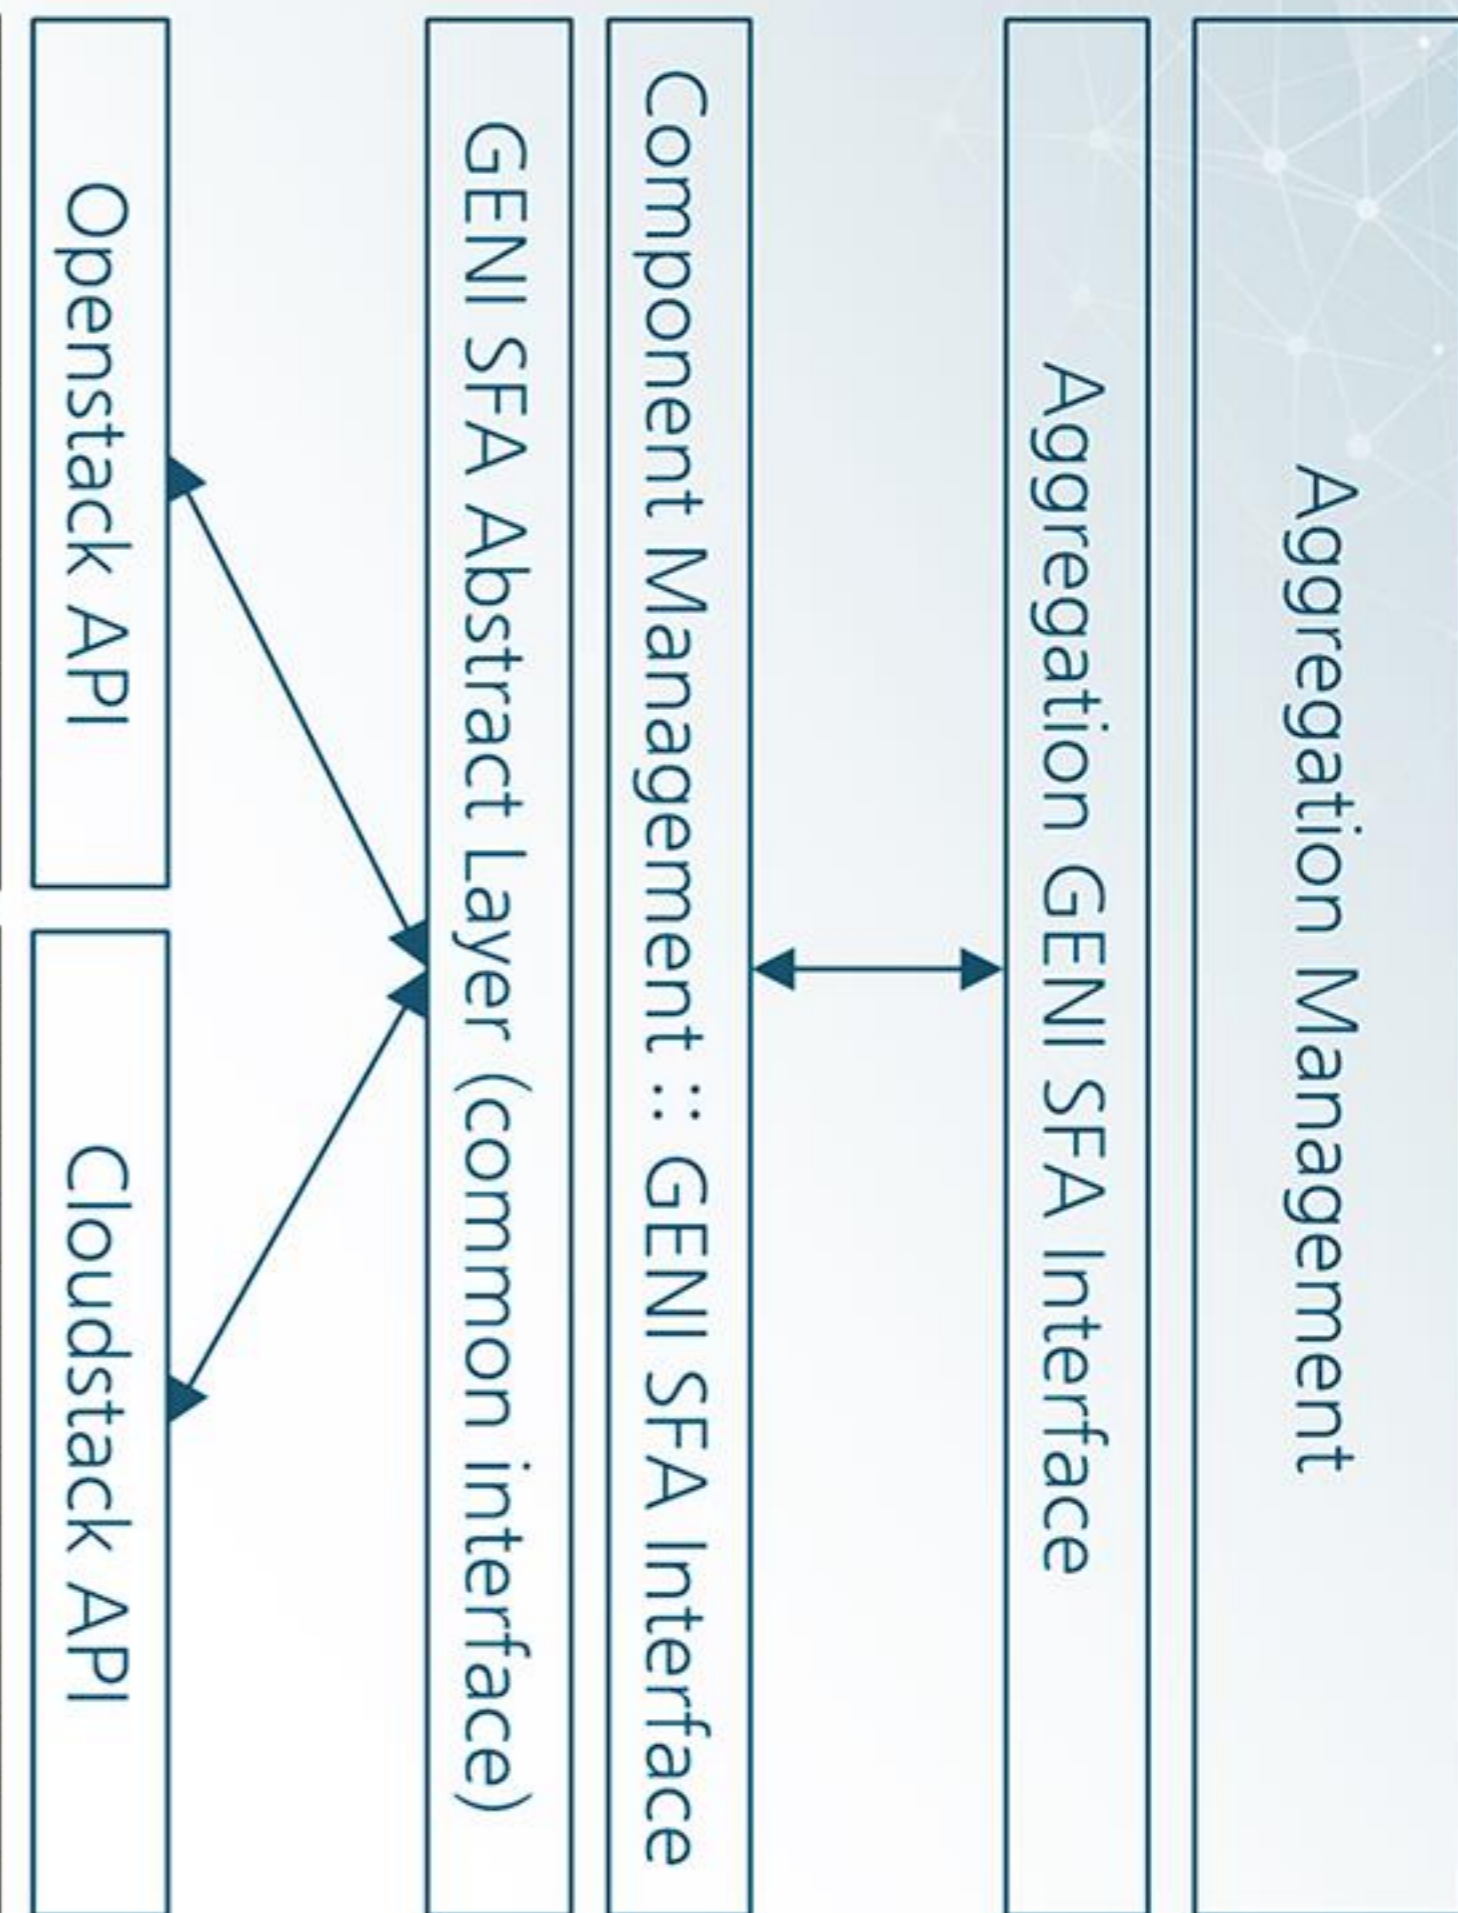 Aggregation Management
Aggregation GENI SFA Interface
Component Management :: GENI SFA Interface
GENI SFA Abstract Layer (common interface)
Openstack API
Cloudstack API